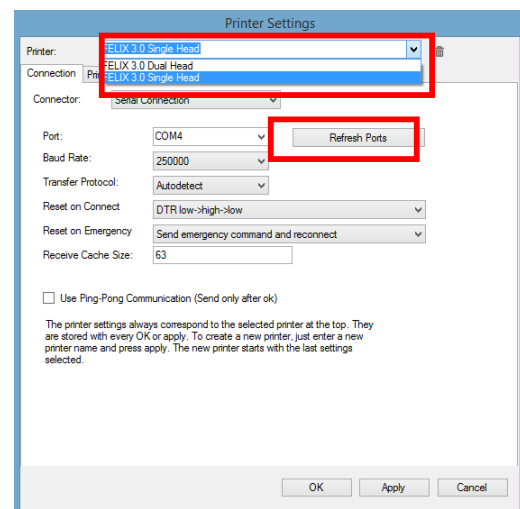 Printer Settings
Printer: FELIX 3.0 Single Head
FELIX 3.0 Dual Head
FELIX 3.0 Single Head
Connection
Connector: Serial Connection
Port: COM4 Refresh Ports
Baud Rate: 250000
Transfer Protocol: Autodetect
Reset on Connect DTR low->high->low
Reset on Emergency Send emergency command and reconnect
Receive Cache Size: 63
Use Ping-Pong Communication (Send only after ok)
The printer settings always correspond to the selected printer at the top. They
are stored with every OK or apply. To create a new printer, just enter a new
printer name and press apply. The new printer starts with the last settings
selected.
OK Apply Cancel